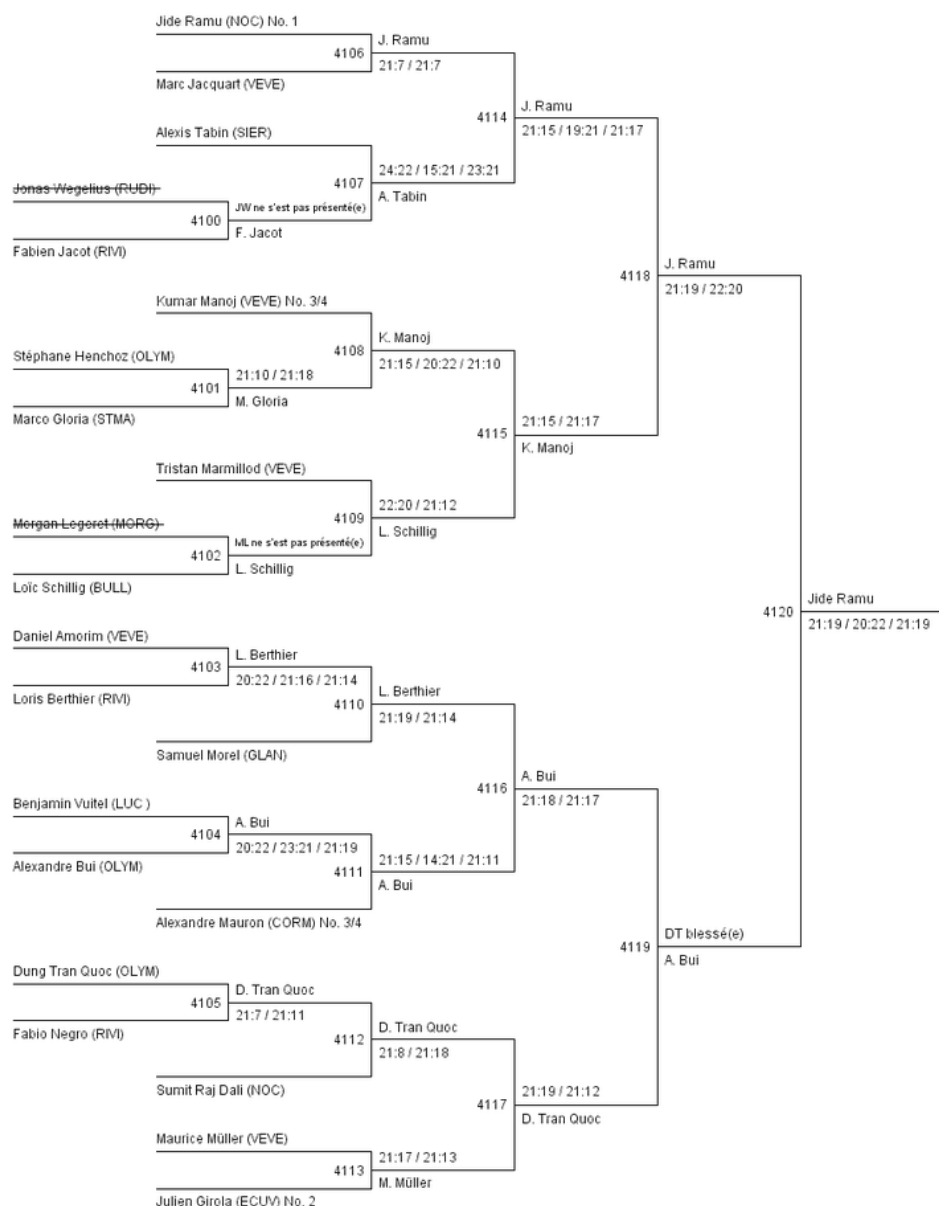 Jide Ramu (NOC) No. 1
4106
J. Ramu
21:7 / 21:7
Marc Jacquart (VEVE)
4114
J. Ramu
21:15 / 19:21 / 21:17
Alexis Tabin (SIER)
4107
24:22 / 15:21 / 23:21
A. Tabin
Jonas Wegelius (RUDI)
4100
JW ne s'est pas présenté(e)
F. Jacot
Fabien Jacot (RIVI)
4118
J. Ramu
21:19 / 22:20
Kumar Manoj (VEVE) No. 3/4
4108
K. Manoj
21:15 / 20:22 / 21:10
Stéphane Henchoz (OLYM)
4101
21:10 / 21:18
M. Gloria
Marco Gloria (STMA)
4115
21:15 / 21:17
K. Manoj
Tristan Marmillod (VEVE)
4109
22:20 / 21:12
L. Schillig
Morgan Legeret (MORG)
4102
ML ne s'est pas présenté(e)
L. Schillig
Loïc Schillig (BULL)
4120
Jide Ramu
21:19 / 20:22 / 21:19
Daniel Amorim (VEVE)
4103
L. Berthier
20:22 / 21:16 / 21:14
Loris Berthier (RIVI)
4110
L. Berthier
21:19 / 21:14
Samuel Morel (GLAN)
4116
A. Bui
21:18 / 21:17
Benjamin Vuitel (LUC )
4104
A. Bui
20:22 / 23:21 / 21:19
Alexandre Bui (OLYM)
4111
21:15 / 14:21 / 21:11
A. Bui
Alexandre Mauron (CORM) No. 3/4
4119
DT blessé(e)
A. Bui
Dung Tran Quoc (OLYM)
4105
D. Tran Quoc
21:7 / 21:11
Fabio Negro (RIVI)
4112
D. Tran Quoc
21:8 / 21:18
Sumit Raj Dali (NOC)
4117
21:19 / 21:12
D. Tran Quoc
Maurice Müller (VEVE)
4113
21:17 / 21:13
M. Müller
Julien Girola (ECUV) No. 2